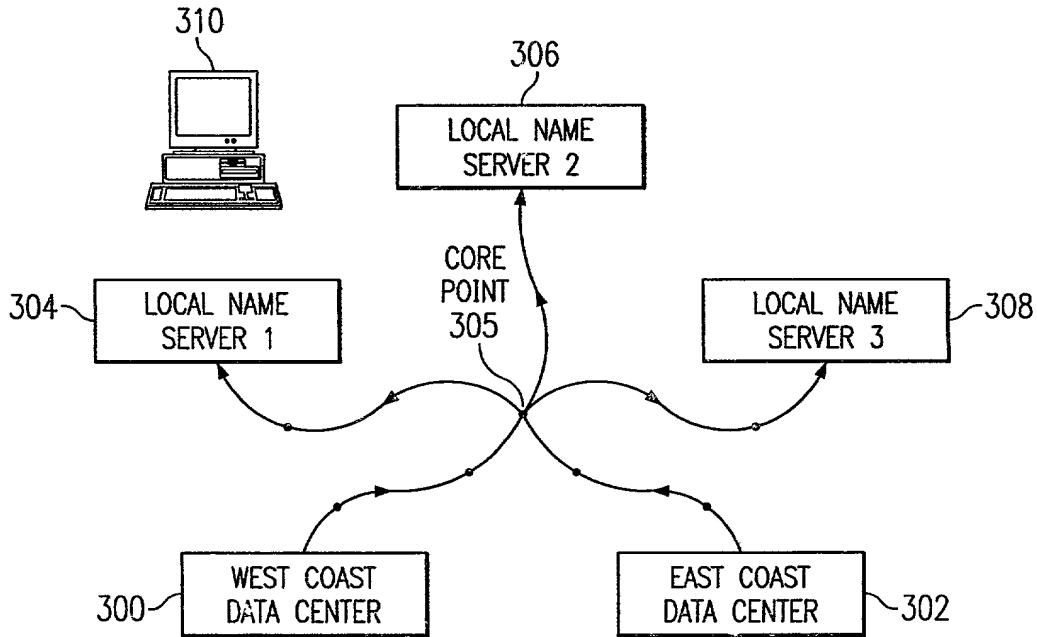 310
306
LOCAL NAME
SERVER 2
CORE
POINT
305
304
LOCAL NAME
SERVER 1
LOCAL NAME
SERVER 3
308
300
WEST COAST
DATA CENTER
EAST COAST
DATA CENTER
302